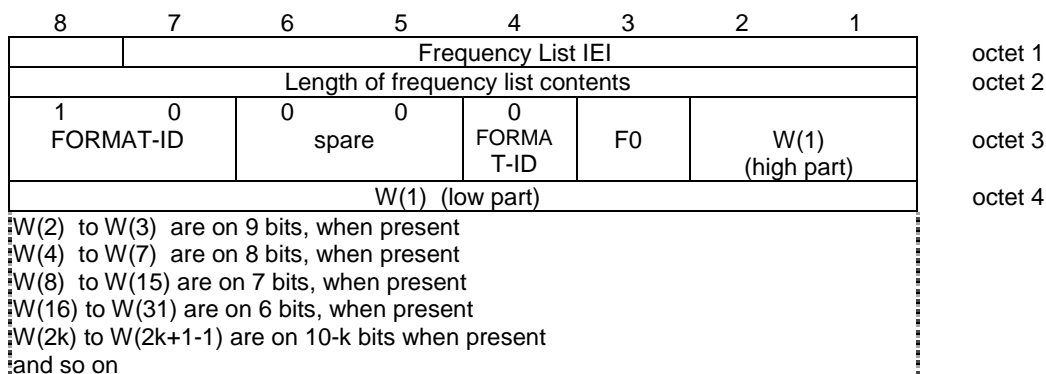 8 7 6 5 4 3 2 1
Frequency List IEI octet 1
Length of frequency list contents octet 2
1 0 0 0 0
FORMAT-ID spare FORMA F0 W(1) octet 3
T-ID (high part)
W(1) (low part) octet 4
W(2) to W(3) are on 9 bits, when present
W(4) to W(7) are on 8 bits, when present
W(8) to W(15) are on 7 bits, when present
W(16) to W(31) are on 6 bits, when present
W(2k) to W(2k+1-1) are on 10-k bits when present
and so on